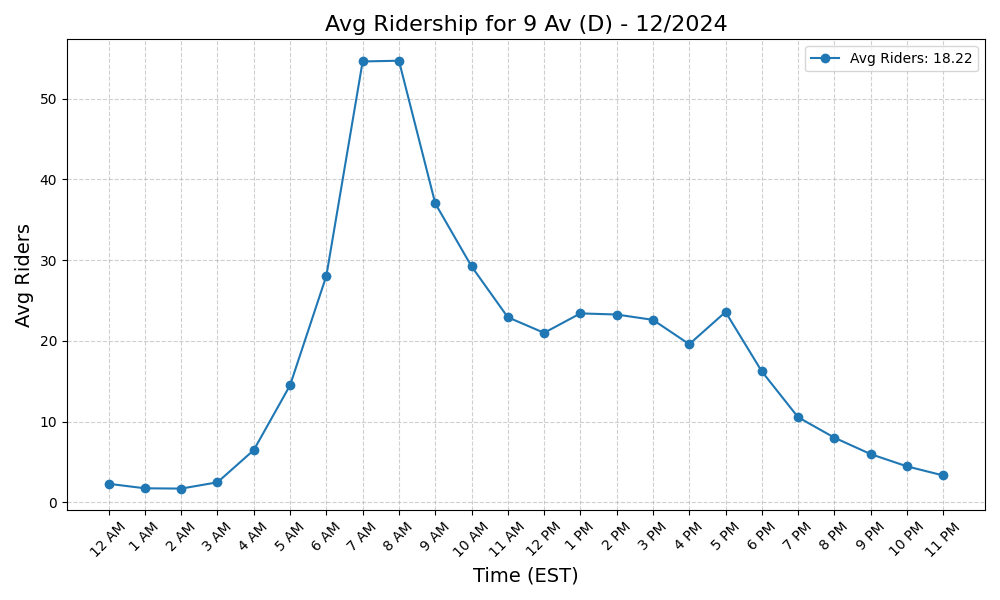 Avg Ridership for 9 Av (D) - 12/2024
Avg Riders: 18.22
Avg Riders
50
40
30
20
10
0
12 AM
1 AM
2 AM
3 AM
4 AM
5 AM
6 AM
7 AM
8 AM
9 AM
10 AM
11 AM
12 PM
1 PM
2 PM
3 PM
4 PM
5 PM
6 PM
7 PM
8 PM
9 PM
10 PM
11 PM
Time (EST)